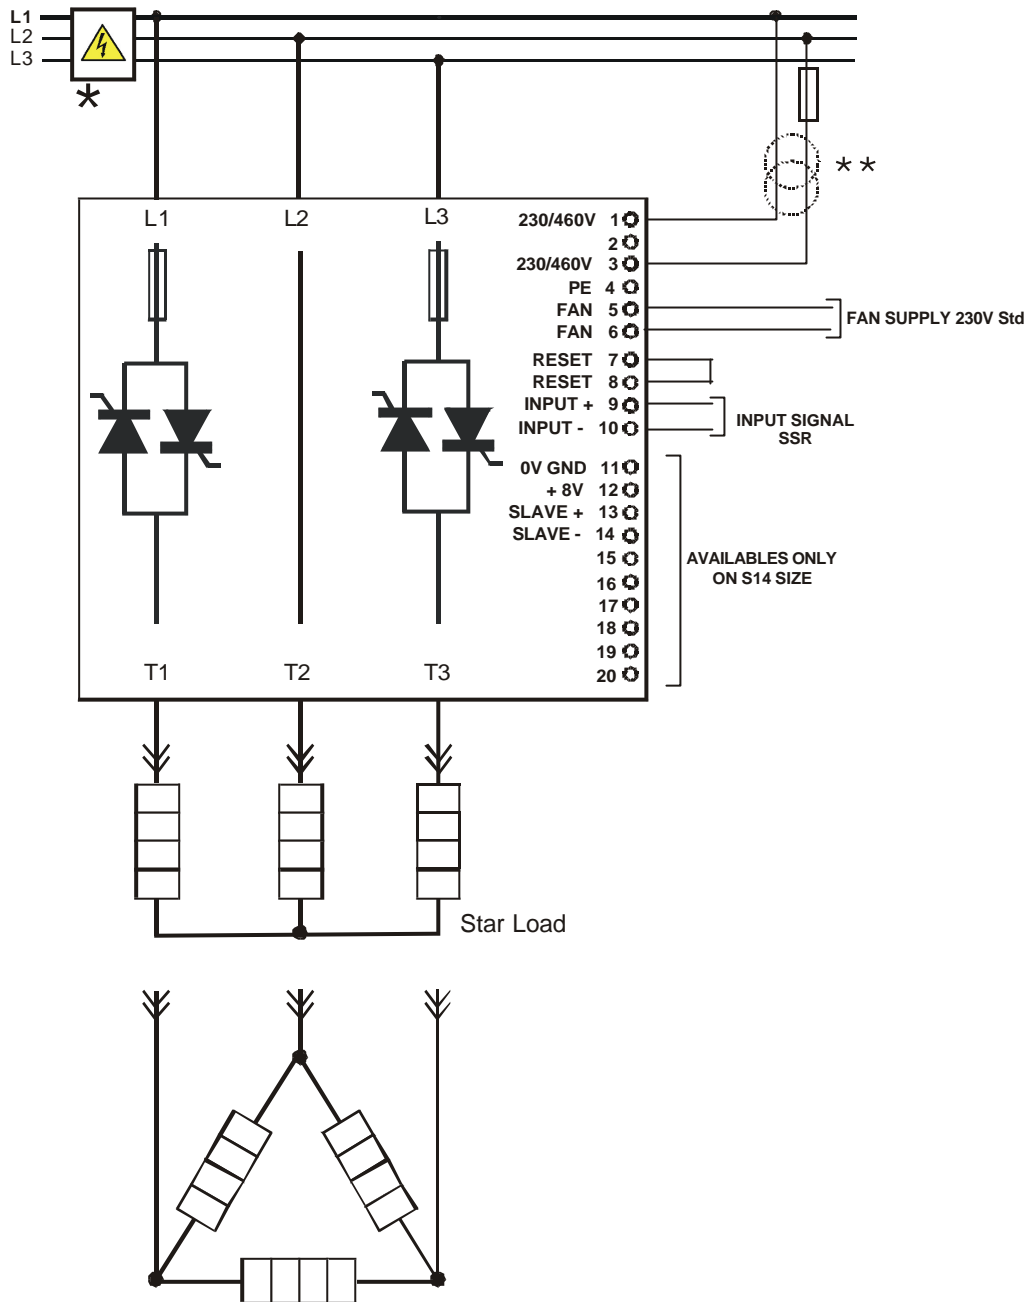 L1
L2
L3
*
**
L1 L2 L3
230/460V 1
2
230/460V 3
PE 4
FAN 5
FAN 6
FAN SUPPLY 230V Std
RESET 7
RESET 8
INPUT + 9
INPUT - 10
INPUT SIGNAL
SSR
0V GND 11
+ 8V 12
SLAVE + 13
SLAVE - 14
15
16
17
18
19
20
AVAILABLES ONLY
ON S14 SIZE
T1 T2 T3
Star Load